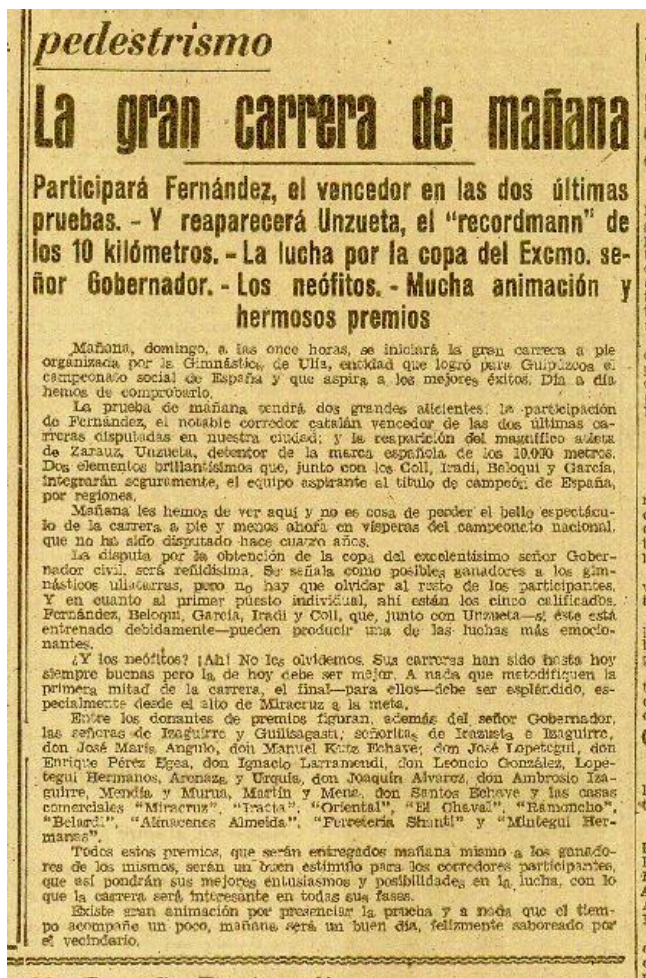 pedestrismo
La gran carrera de mañana
Participará Fernández, el vencedor en las dos últimas
pruebas. - Y reaparecerá Unzueta, el "recordmann" de
los 10 kilómetros. - La lucha por la copa del Excmo. se-
ñor Gobernador. - Los neófitos. - Mucha animación y
hermosos premios
Mañana, domingo, a las once horas, se iniciará la gran carrera a pie
organizada por la Gimnástica de Ulía, entidad que logró para Guipúzcoa el
campeonato social de España y que aspira a los mejores éxitos. Día a día
hemos de comprobarlo.
La prueba de mañana tendrá dos grandes alicientes: la participación
de Fernández, el notable corredor catalán vencedor de las dos últimas ca-
rreras disputadas en nuestra ciudad; y la reaparición del magnífico atleta
de Zarauz, Unzueta, detentor de la marca española de los 10.000 metros.
Dos elementos brillantísimos que, junto con los Coll, Iradi, Beloqui y García,
integrarán seguramente, el equipo aspirante al título de campeón de España,
por regiones.
Mañana les hemos de ver aquí y no es cosa de perder el bello espectácu-
lo de la carrera a pie y menos ahora en vísperas del campeonato nacional,
que no ha sido disputado hace cuatro años.
La disputa por la obtención de la copa del excelentísimo señor Gober-
nador civil, será reñidísima. Se señala como posibles ganadores a los gim-
násticos uliatarras, pero no hay que olvidar al resto de los participantes.
Y en cuanto al primer puesto individual, ahí están los cinco calificados.
Fernández, Beloqui, García, Iradi y Coll, que, junto con Unzueta—si éste está
entrenado debidamente—pueden producir una de las luchas más emocio-
nantes.
¿Y los neófitos? ¡Ah! No les olvidemos. Sus carreras han sido hasta hoy
siempre buenas pero la de hoy debe ser mejor. A nada que metodifiquen la
primera mitad de la carrera, el final—para ellos—debe ser espléndido, es-
pecialmente desde el alto de Miracruz a la meta.
Entre los donantes de premios figuran, además del señor Gobernador,
las señoras de Izaguirre y Guilisagasti; señoritas de Irazusta e Izaguirre,
don José María Angulo, don Manuel Kutz Echave; don José Lopetegui, don
Enrique Pérez Egea, don Ignacio Larramendi, don Leoncio González, Lope-
tegui Hermanos, Arenaza y Urquía, don Joaquín Alvarez, don Ambrosio Iza-
guirre, Mendía y Murua, Martín y Mena, don Santos Echave y las casas
comerciales "Miracruz", "Oriental", "El Chaval", "Ramoncho",
"Belardi", "Almacenes Almeida", "Ferretería Shanti" y "Mintegui Her-
manas".
Todos estos premios, que serán entregados mañana mismo a los ganado-
res de los mismos, serán un buen estímulo para los corredores participantes,
que así pondrán sus mejores entusiasmos y posibilidades en la lucha, con lo
que la carrera será interesante en todas sus fases.
Existe gran animación por presenciar la prueba y a nada que el tiem-
po acompañe un poco, mañana será un buen día, felizmente saboreado por
el vecindario.